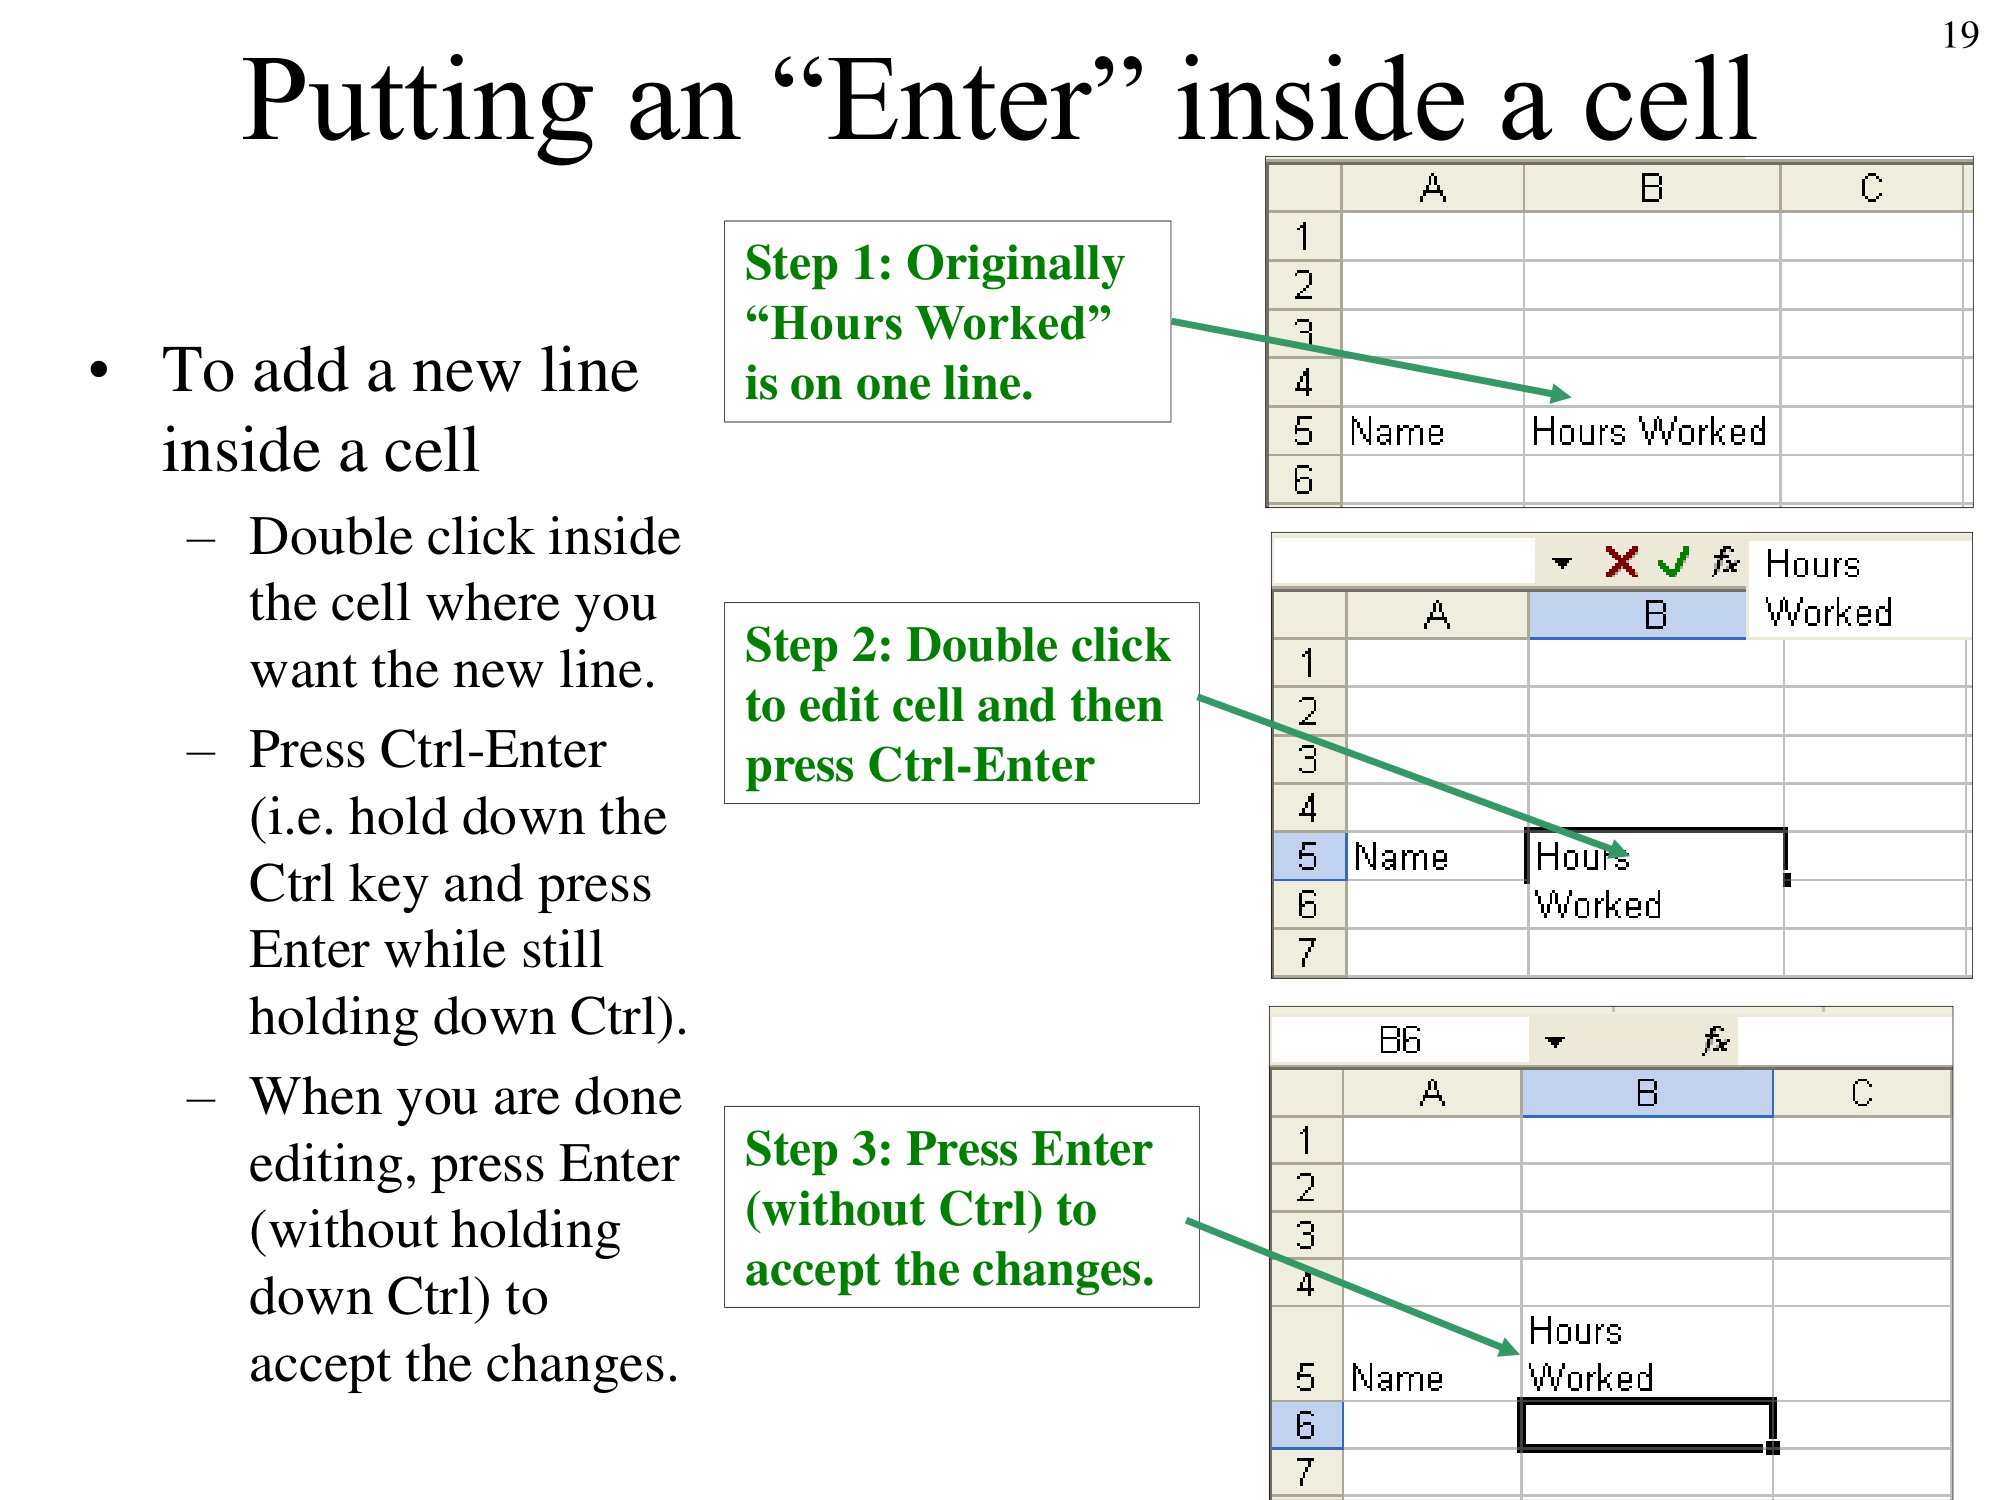 19
Putting an “Enter” inside a cell
• To add a new line
inside a cell
– Double click inside
the cell where you
want the new line.
– Press Ctrl-Enter
(i.e. hold down the
Ctrl key and press
Enter while still
holding down Ctrl).
– When you are done
editing, press Enter
(without holding
down Ctrl) to
accept the changes.
Step 1: Originally
“Hours Worked”
is on one line.
A B C
1
2
3
4
5 Name Hours Worked
6
Step 2: Double click
to edit cell and then
press Ctrl-Enter
fx Hours
Worked
A B
1
2
3
4
5 Name Hours
6 Worked
7
Step 3: Press Enter
(without Ctrl) to
accept the changes.
B6 fx
A B C
1
2
3
4
Hours
5 Name Worked
6
7